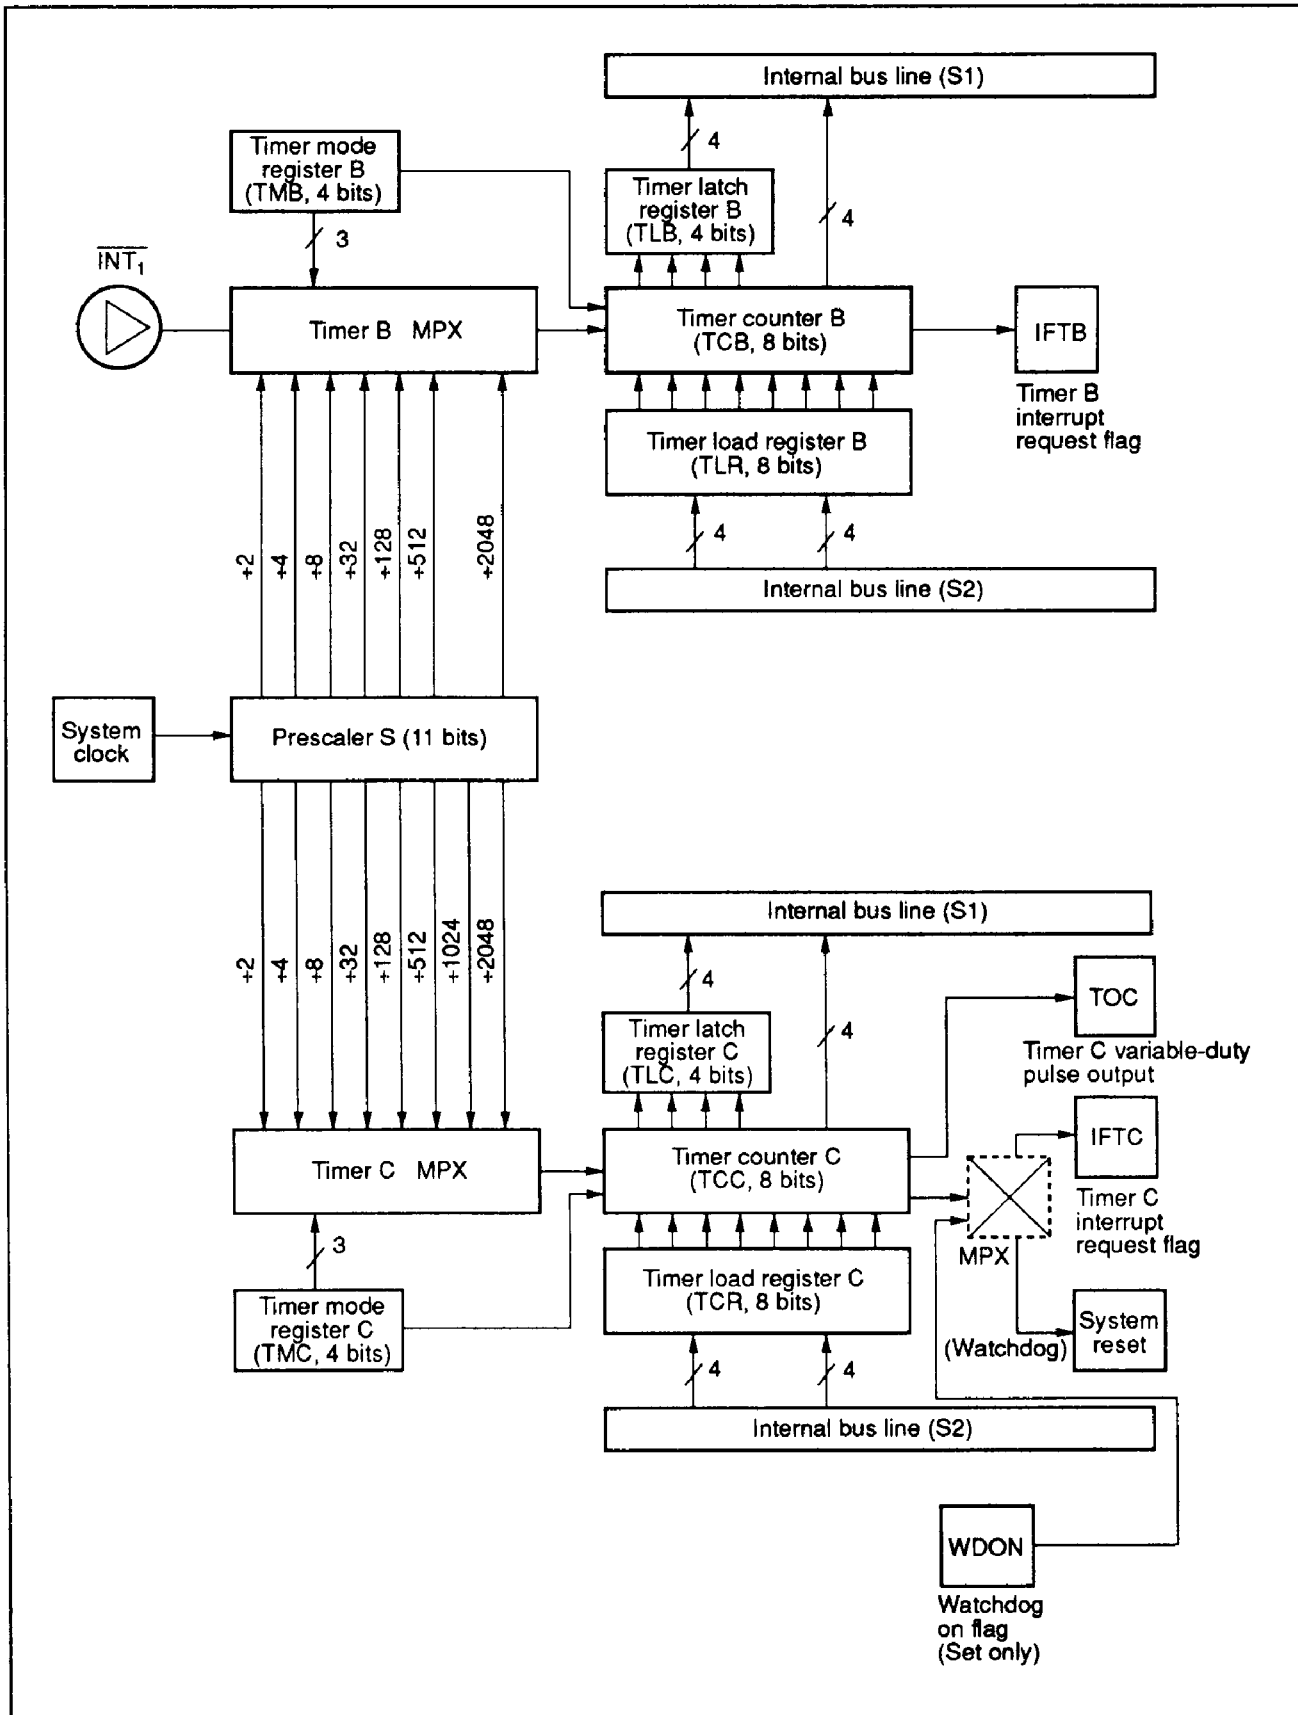 Internal bus line (S1)
4
Timer mode
register B
(TMB, 4 bits)
3
Timer latch
register B
(TLB, 4 bits)
4
INT1
Timer B MPX
Timer counter B
(TCB, 8 bits)
IFTB
Timer B
interrupt
request flag
Timer load register B
(TLR, 8 bits)
4
4
÷2
÷4
÷8
÷32
÷128
÷512
÷2048
Internal bus line (S2)
System
clock
Prescaler S (11 bits)
÷2
÷4
÷8
÷32
÷128
÷512
÷1024
÷2048
Internal bus line (S1)
4
Timer latch
register C
(TLC, 4 bits)
4
TOC
Timer C variable-duty
pulse output
Timer C MPX
Timer counter C
(TCC, 8 bits)
IFTC
Timer C
interrupt
request flag
MPX
3
Timer mode
register C
(TMC, 4 bits)
Timer load register C
(TCR, 8 bits)
System
reset
(Watchdog)
4
4
Internal bus line (S2)
WDON
Watchdog
on flag
(Set only)